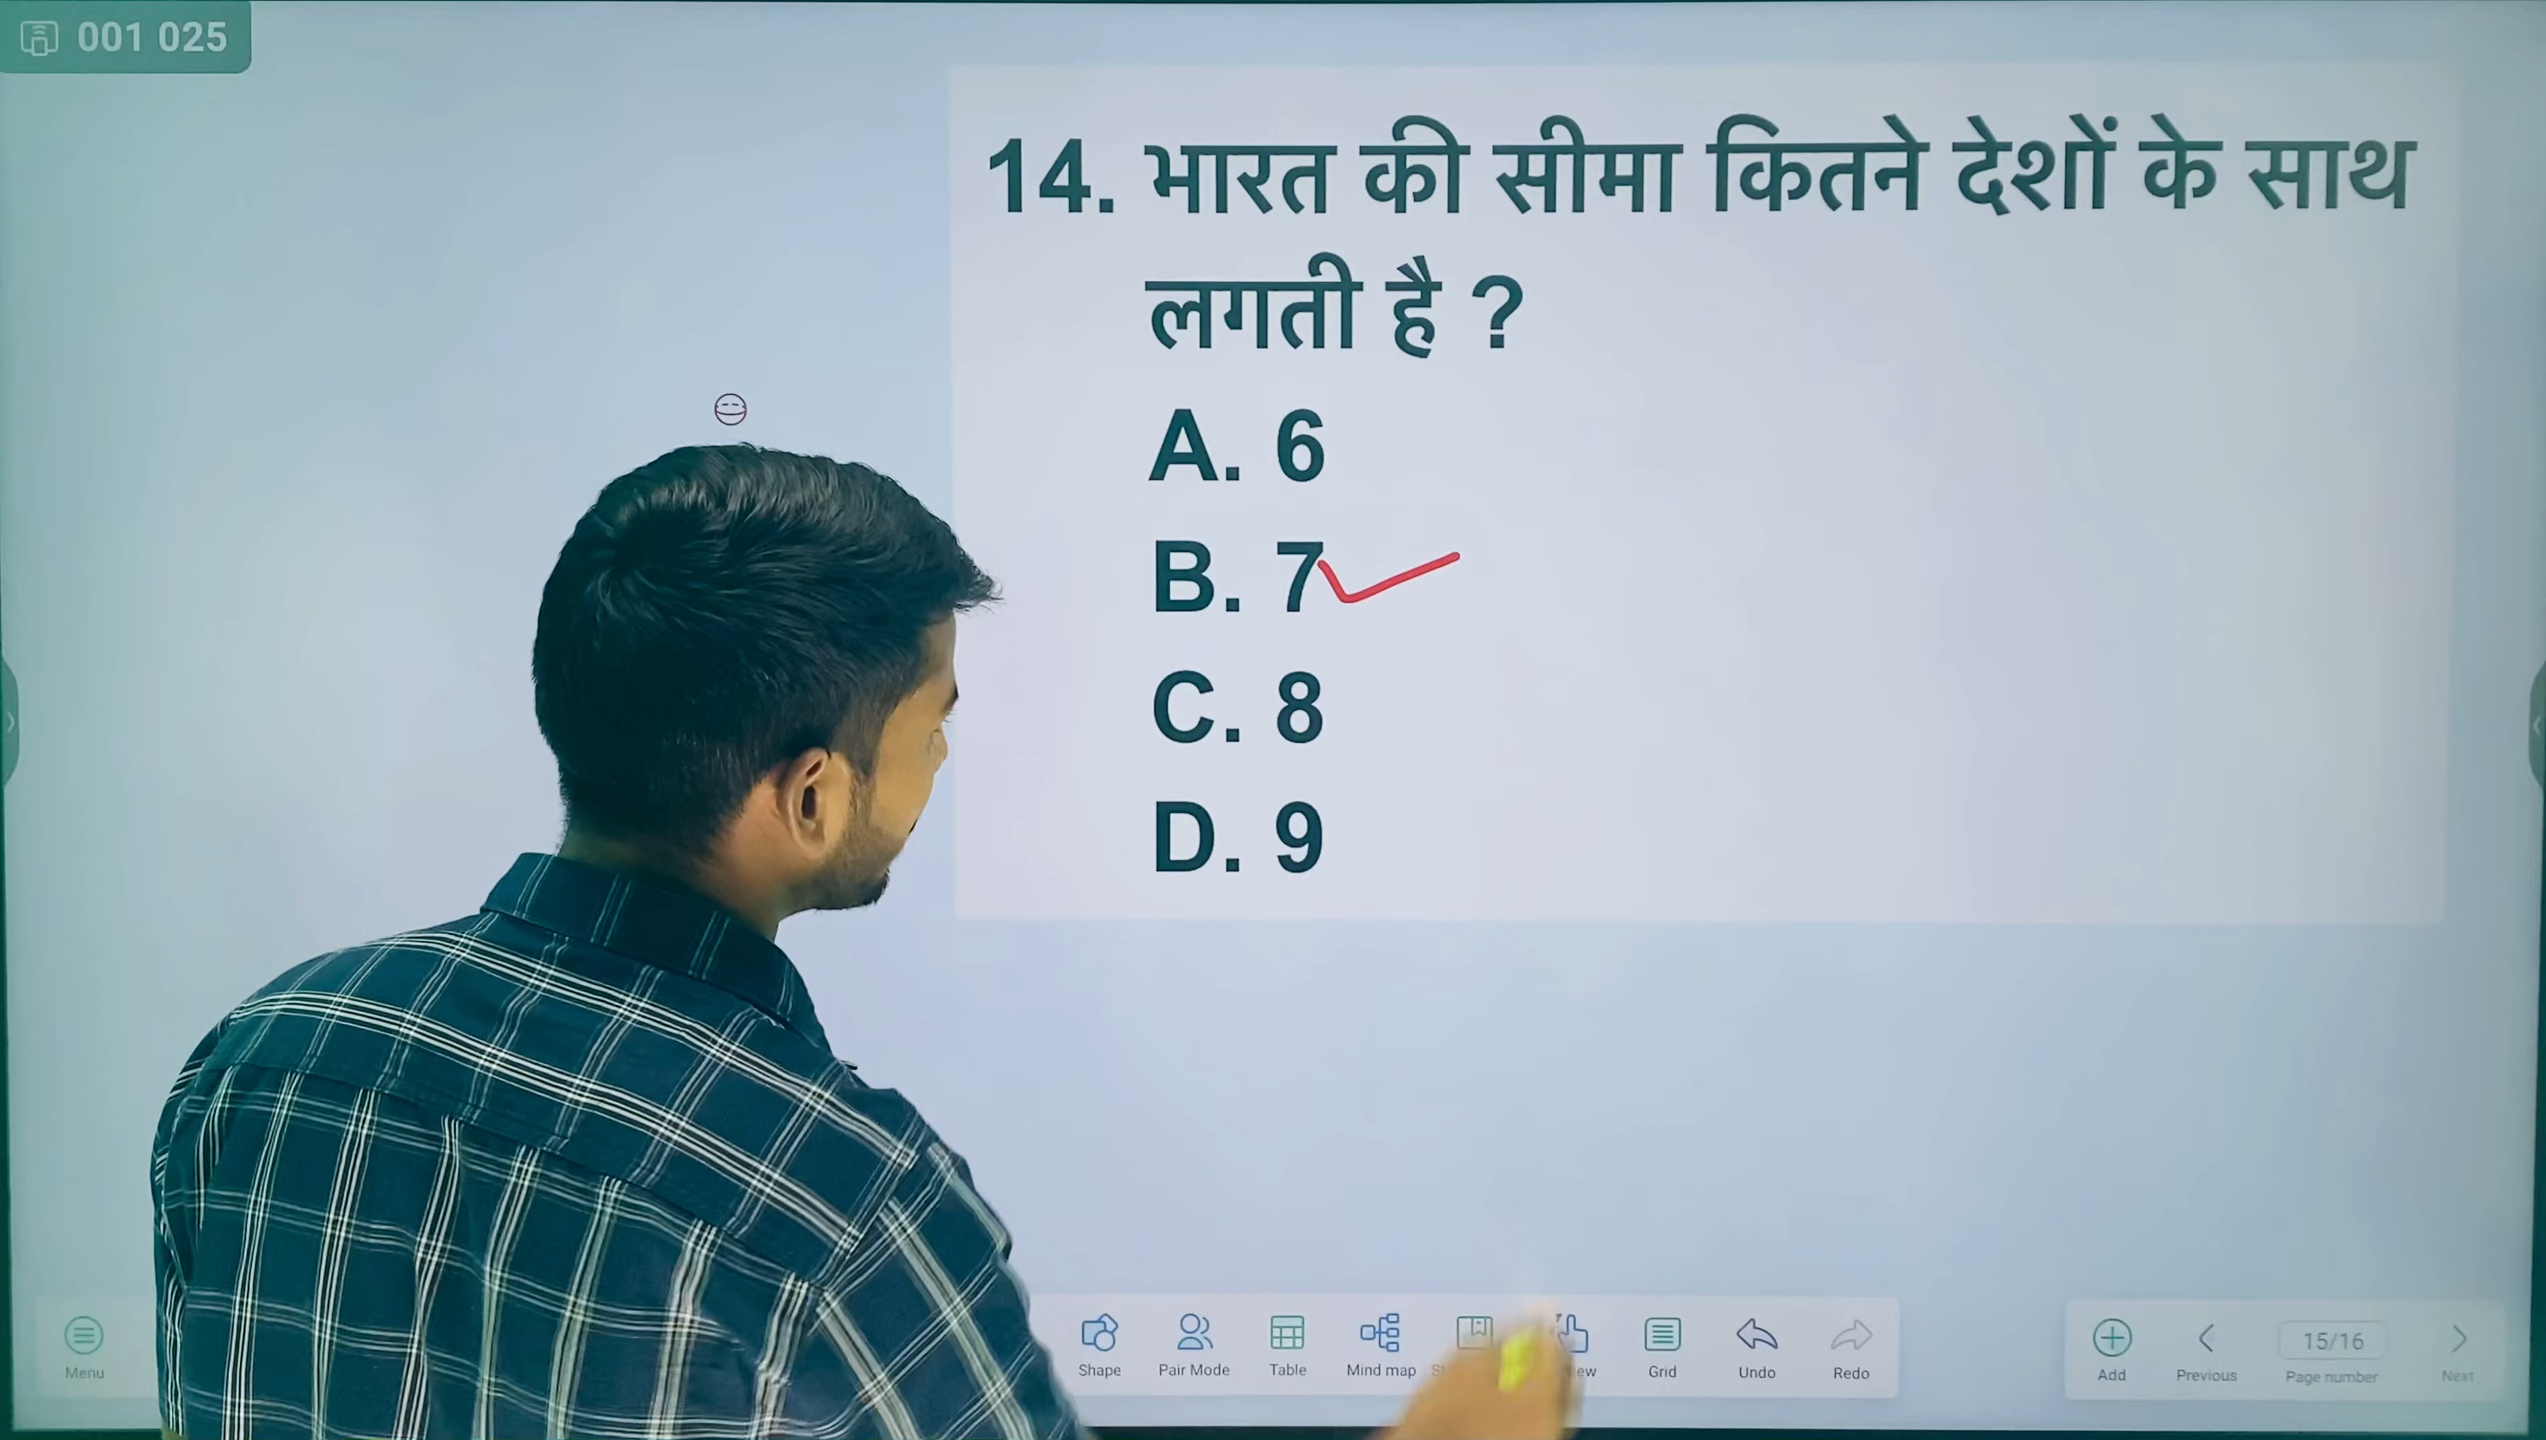 001 025
14. भारत की सीमा कितने देशों के साथ
लगती है ?
A. 6
B. 7
C. 8
D. 9
Menu
Shape
Pair Mode
Table
Mind map
Grid
Undo
Redo
Add
Previous
15/16
Page number
Next